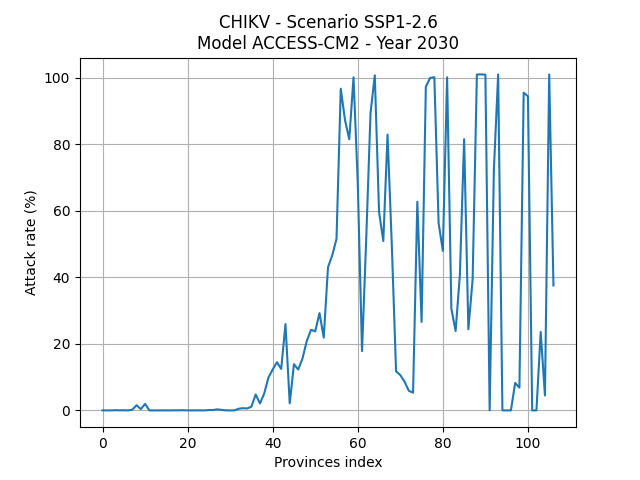 CHIKV - Scenario SSP1-2.6
Model ACCESS-CM2 - Year 2030
100
80
60
40
20
0
Attack rate (%)
0 20 40 60 80 100
Provinces index